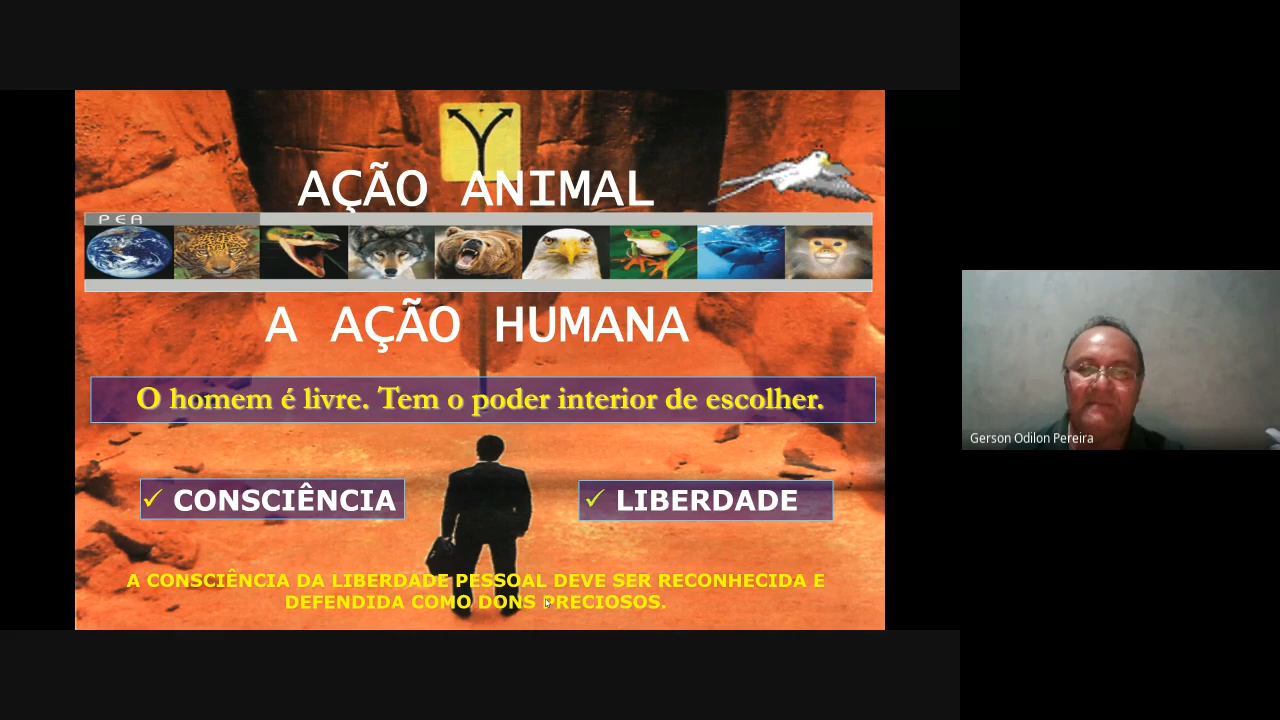 AÇÃO ANIMAL
PEA
A AÇÃO HUMANA
O homem é livre. Tem o poder interior de escolher.
✓ CONSCIÊNCIA
✓ LIBERDADE
A CONSCIÊNCIA DA LIBERDADE PESSOAL DEVE SER RECONHECIDA E
DEFENDIDA COMO DONS PRECIOSOS.
Gerson Odilon Pereira